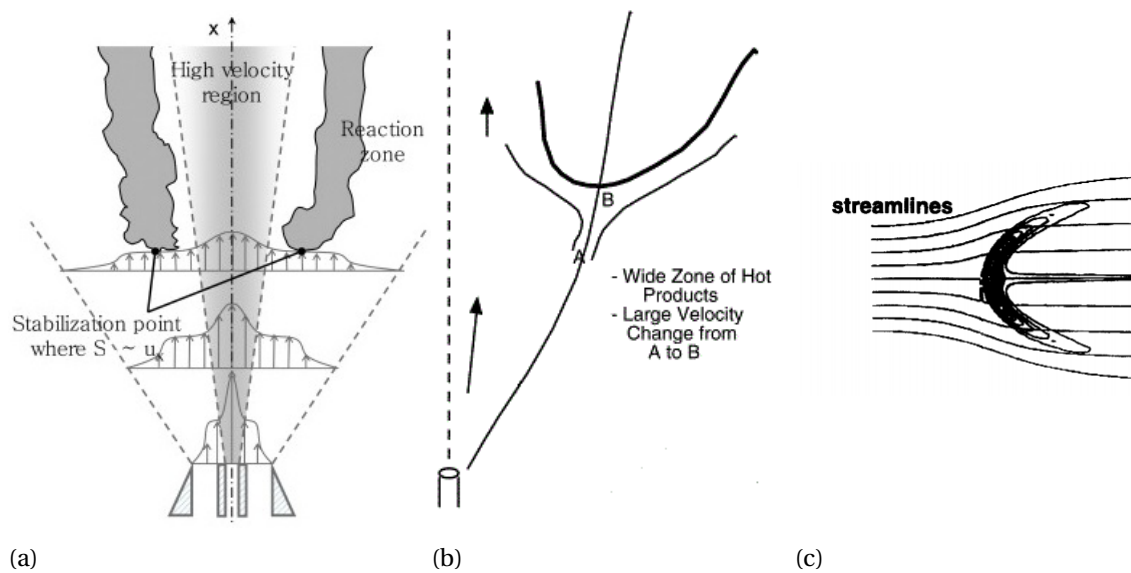 x
High velocity
region
Reaction
zone
Stabilization point
where S ~ u
B
A
- Wide Zone of Hot
Products
- Large Velocity
Change from
A to B
streamlines
(a)
(b)
(c)